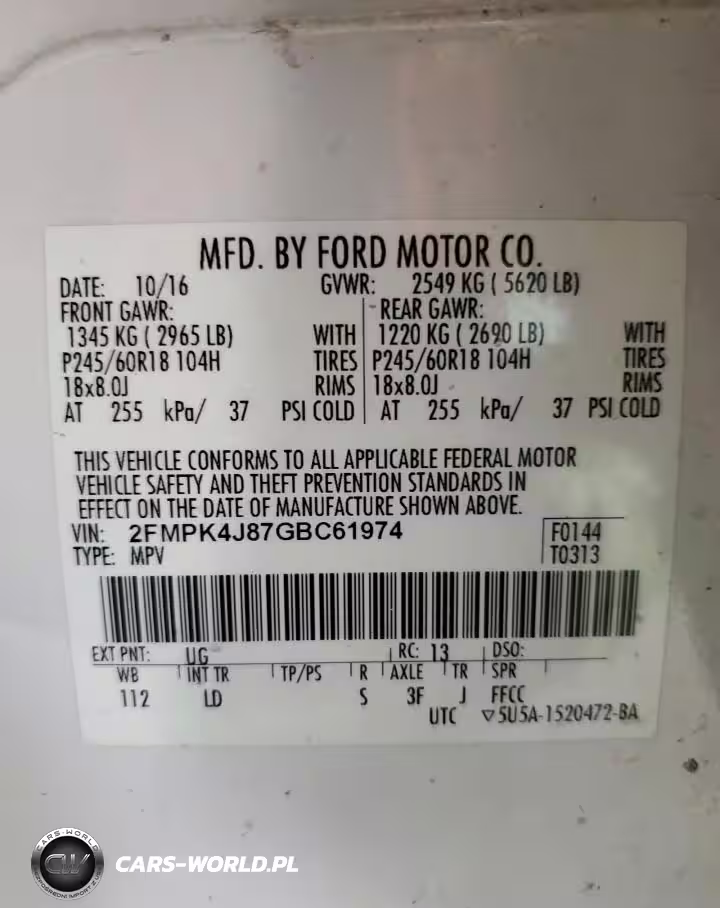 MFD. BY FORD MOTOR CO.
DATE: 10/16 GVWR: 2549 KG ( 5620 LB)
FRONT GAWR: REAR GAWR:
1345 KG ( 2965 LB) WITH 1220 KG ( 2690 LB) WITH
P245/60R18 104H TIRES P245/60R18 104H TIRES
18x8.0J RIMS 18x8.0J RIMS
AT 255 kPa/ 37 PSI COLD AT 255 kPa/ 37 PSI COLD
THIS VEHICLE CONFORMS TO ALL APPLICABLE FEDERAL MOTOR
VEHICLE SAFETY AND THEFT PREVENTION STANDARDS IN
EFFECT ON THE DATE OF MANUFACTURE SHOWN ABOVE.
VIN: 2FMPK4J87GBC61974 F0144
TYPE: MPV T0313
EXT PNT: UG RC: 13 DSO:
WB INT TR TP/PS R AXLE TR SPR
112 LD S 3F J FFCC
UTC ▽5U5A-1520472-BA
CARS-WORLD
CW
CARS-WORLD.PL